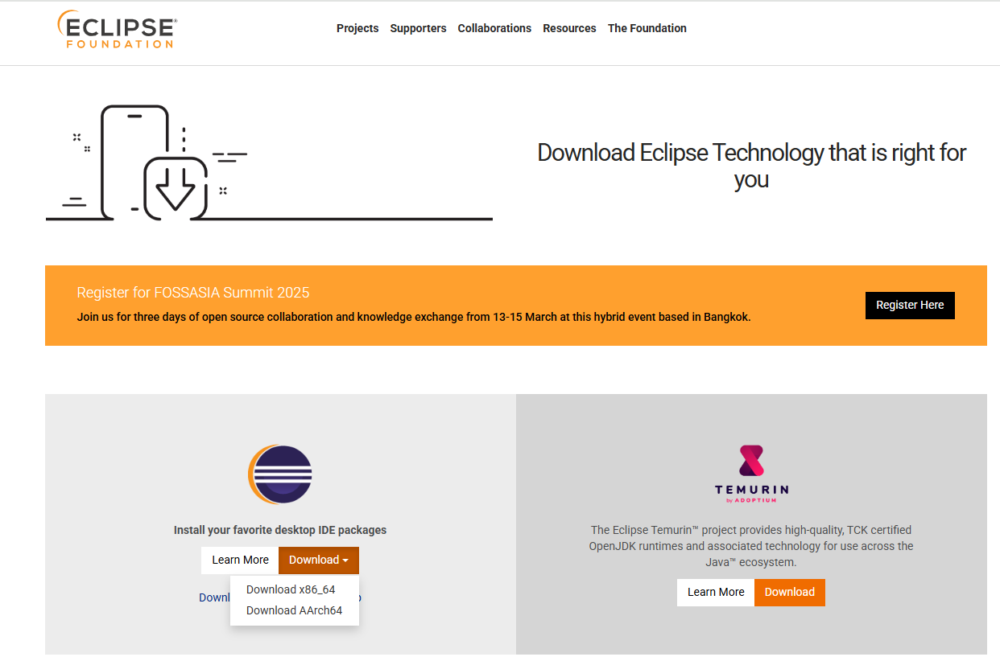 ECLIPSE®
FOUNDATION
Projects Supporters Collaborations Resources The Foundation
Download Eclipse Technology that is right for
you
Register for FOSSASIA Summit 2025
Join us for three days of open source collaboration and knowledge exchange from 13-15 March at this hybrid event based in Bangkok.
Register Here
Install your favorite desktop IDE packages
Learn More Download
Download x86_64
Download AArch64
TEMURIN
by ADOPTIUM
The Eclipse Temurin™ project provides high-quality, TCK certified
OpenJDK runtimes and associated technology for use across the
Java™ ecosystem.
Learn More Download